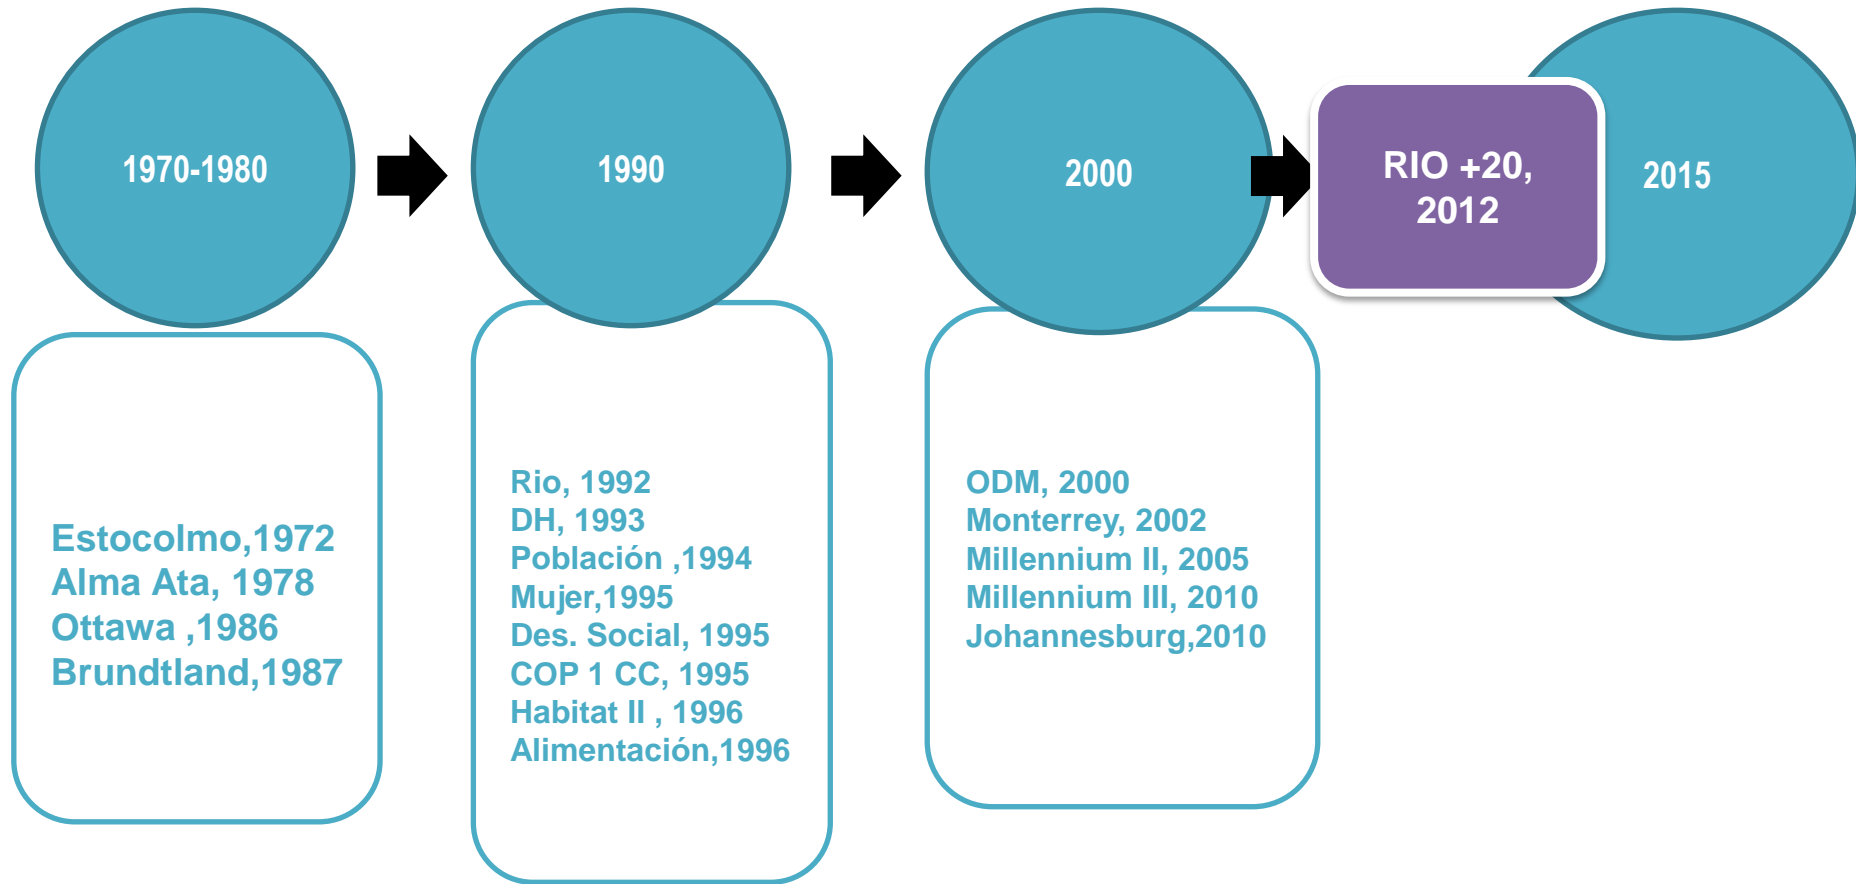 1970-1980
Estocolmo,1972
Alma Ata, 1978
Ottawa ,1986
Brundtland,1987
1990
Rio, 1992
DH, 1993
Población ,1994
Mujer,1995
Des. Social, 1995
COP 1 CC, 1995
Habitat II , 1996
Alimentación,1996
2000
ODM, 2000
Monterrey, 2002
Millennium II, 2005
Millennium III, 2010
Johannesburg,2010
RIO +20,
2012
2015